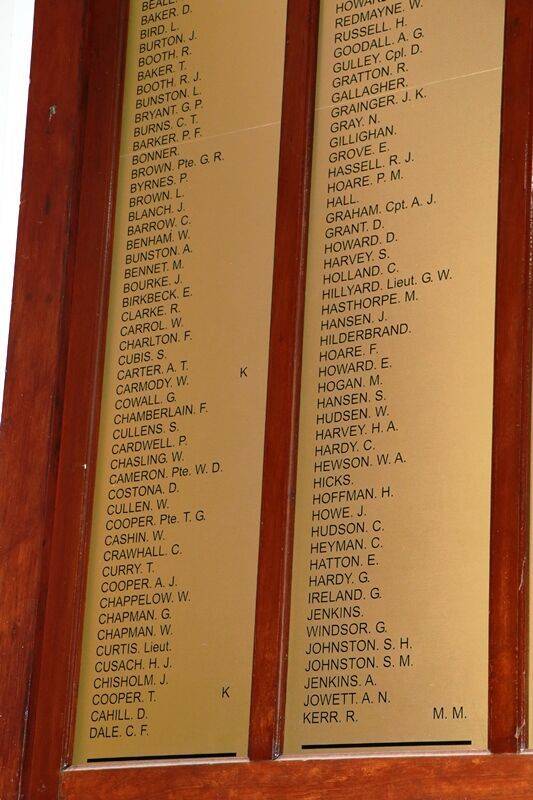 BEALE.
BAKER. D.
BIRD. L.
BURTON. J.
BOOTH. R.
BAKER. T.
BOOTH. R. J.
BUNSTON. L.
BRYANT. G. P.
BURNS. C. T.
BARKER. P. F.
BONNER.
BROWN. Pte. G. R.
BYRNES. P.
BROWN. L.
BLANCH. J.
BARROW. C.
BENHAM. W.
BUNSTON. A.
BENNET. M.
BOURKE. J.
BIRKBECK. E.
CLARKE. R.
CARROL. W.
CHARLTON. F.
CUBIS. S.
CARTER. A. T. K
CARMODY. W.
COWALL. G.
CHAMBERLAIN. F.
CULLENS. S.
CARDWELL. P.
CHASLING. W.
CAMERON. Pte. W. D.
COSTONA. D.
CULLEN. W.
COOPER. Pte. T. G.
CASHIN. W.
CRAWHALL. C.
CURRY. T.
COOPER. A. J.
CHAPPELOW. W.
CHAPMAN. G.
CHAPMAN. W.
CURTIS. Lieut.
CUSACH. H. J.
CHISHOLM. J.
COOPER. T. K
CAHILL. D.
DALE. C. F.
HOWARD.
REDMAYNE. W.
RUSSELL. H.
GOODALL. A. G.
GULLEY. Cpl. D.
GRATTON. R.
GALLAGHER.
GRAINGER. J. K.
GRAY. N.
GILLIGHAN.
GROVE. E.
HASSELL. R. J.
HOARE. P. M.
HALL.
GRAHAM. Cpt. A. J.
GRANT. D.
HOWARD. D.
HARVEY. S.
HOLLAND. C.
HILLYARD. Lieut. G. W.
HASTHORPE. M.
HANSEN. J.
HILDERBRAND.
HOARE. F.
HOWARD. E.
HOGAN. M.
HANSEN. S.
HUDSEN. W.
HARVEY. H. A.
HARDY. C.
HEWSON. W. A.
HICKS.
HOFFMAN. H.
HOWE. J.
HUDSON. C.
HEYMAN. C.
HATTON. E.
HARDY. G.
IRELAND. G.
JENKINS.
WINDSOR. G.
JOHNSTON. S. H.
JOHNSTON. S. M.
JENKINS. A.
JOWETT. A. N.
KERR. R. M. M.